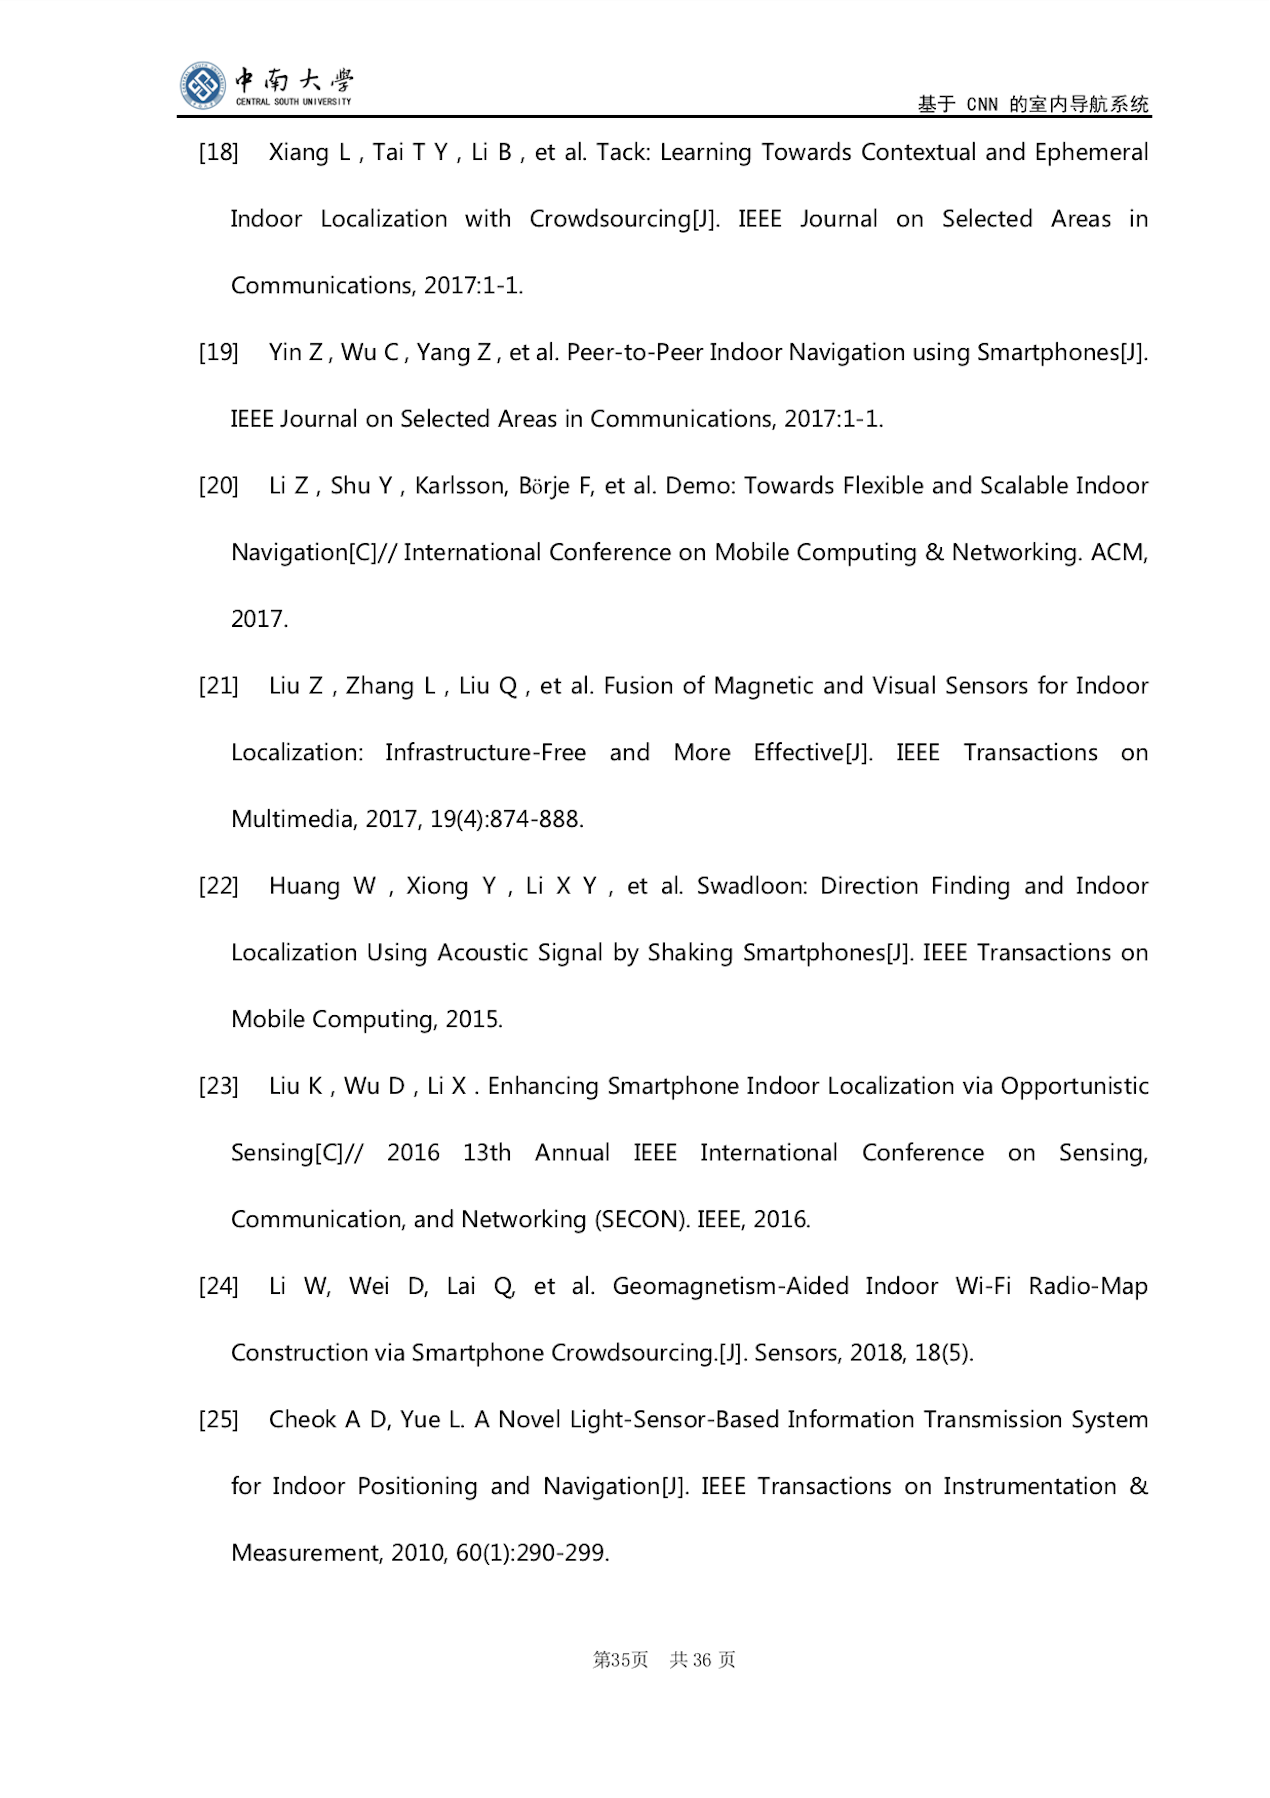 中南大学
CENTRAL SOUTH UNIVERSITY
基于 CNN 的室内导航系统
[18] Xiang L , Tai T Y , Li B , et al. Tack: Learning Towards Contextual and Ephemeral
Indoor Localization with Crowdsourcing[J]. IEEE Journal on Selected Areas in
Communications, 2017:1-1.
[19] Yin Z , Wu C , Yang Z , et al. Peer-to-Peer Indoor Navigation using Smartphones[J].
IEEE Journal on Selected Areas in Communications, 2017:1-1.
[20] Li Z , Shu Y , Karlsson, Börje F, et al. Demo: Towards Flexible and Scalable Indoor
Navigation[C]// International Conference on Mobile Computing & Networking. ACM,
2017.
[21] Liu Z , Zhang L , Liu Q , et al. Fusion of Magnetic and Visual Sensors for Indoor
Localization: Infrastructure-Free and More Effective[J]. IEEE Transactions on
Multimedia, 2017, 19(4):874-888.
[22] Huang W , Xiong Y , Li X Y , et al. Swadloon: Direction Finding and Indoor
Localization Using Acoustic Signal by Shaking Smartphones[J]. IEEE Transactions on
Mobile Computing, 2015.
[23] Liu K , Wu D , Li X . Enhancing Smartphone Indoor Localization via Opportunistic
Sensing[C]// 2016 13th Annual IEEE International Conference on Sensing,
Communication, and Networking (SECON). IEEE, 2016.
[24] Li W, Wei D, Lai Q, et al. Geomagnetism-Aided Indoor Wi-Fi Radio-Map
Construction via Smartphone Crowdsourcing.[J]. Sensors, 2018, 18(5).
[25] Cheok A D, Yue L. A Novel Light-Sensor-Based Information Transmission System
for Indoor Positioning and Navigation[J]. IEEE Transactions on Instrumentation &
Measurement, 2010, 60(1):290-299.
第35页 共 36 页